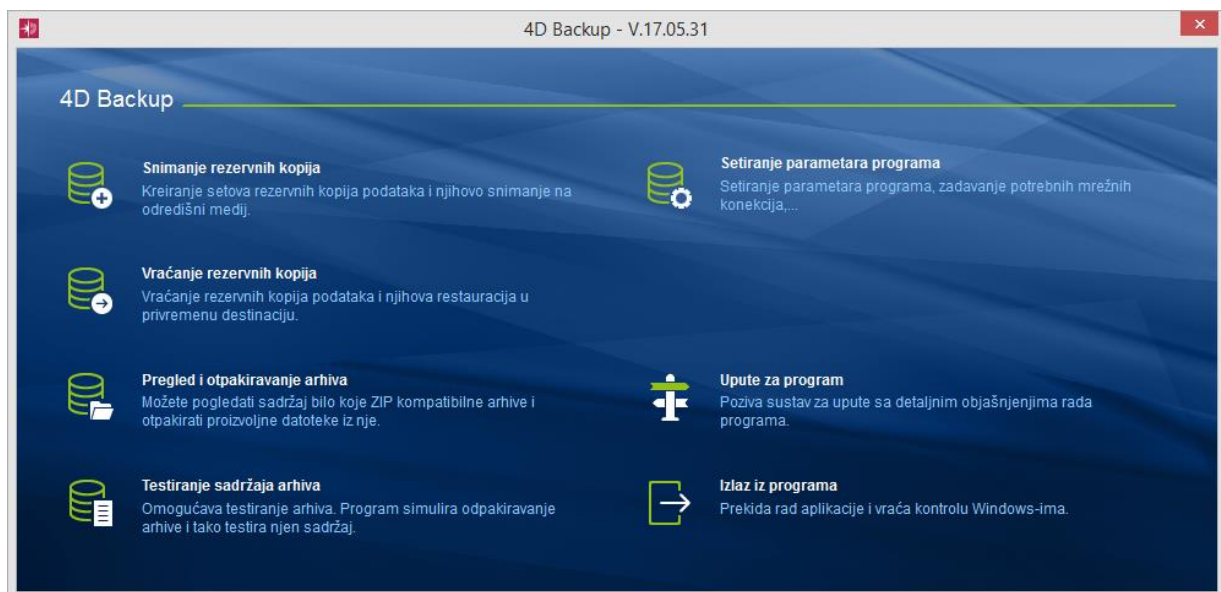 4D Backup - V.17.05.31
4D Backup
Snimanje rezervnih kopija
Kreiranje setova rezervnih kopija podataka i njihovo snimanje na
odredišni medij.
Vraćanje rezervnih kopija
Vraćanje rezervnih kopija podataka i njihova restauracija u
privremenu destinaciju.
Pregled i otpakiravanje arhiva
Možete pogledati sadržaj bilo koje ZIP kompatibilne arhive i
otpakirati proizvoljne datoteke iz nje.
Testiranje sadržaja arhiva
Omogućava testiranje arhiva. Program simulira odpakiravanje
arhive i tako testira njen sadržaj.
Setiranje parametara programa
Setiranje parametara programa, zadavanje potrebnih mrežnih
konekcija,...
Upute za program
Poziva sustav za upute sa detaljnim objašnjenjima rada
programa.
Izlaz iz programa
Prekida rad aplikacije i vraća kontrolu Windows-ima.